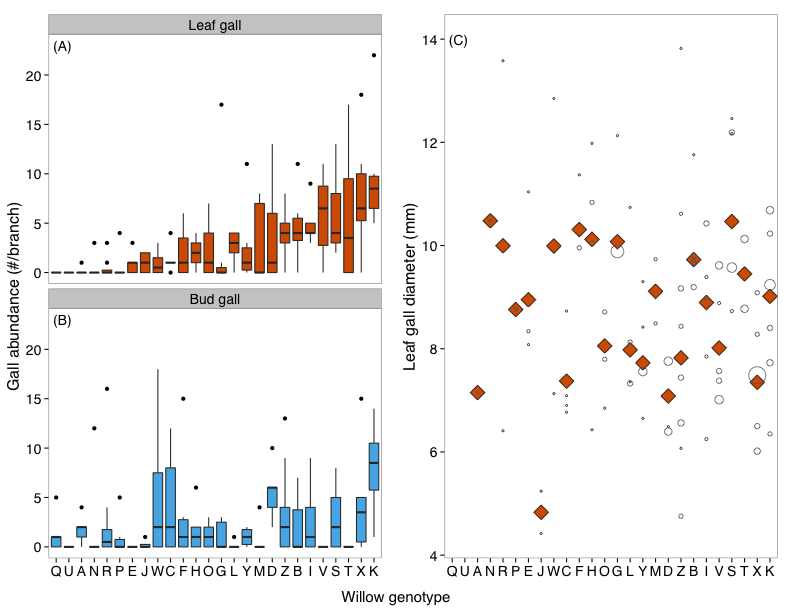 Leaf gall
(A)
20
15
10
5
0
Bud gall
(B)
20
15
10
5
0
Q U A N R P E J W C F H O G L Y M D Z B I V S T X K
Gall abundance (#/branch)
(C)
14
12
10
8
6
4
Q U A N R P E J W C F H O G L Y M D Z B I V S T X K
Leaf gall diameter (mm)
Willow genotype